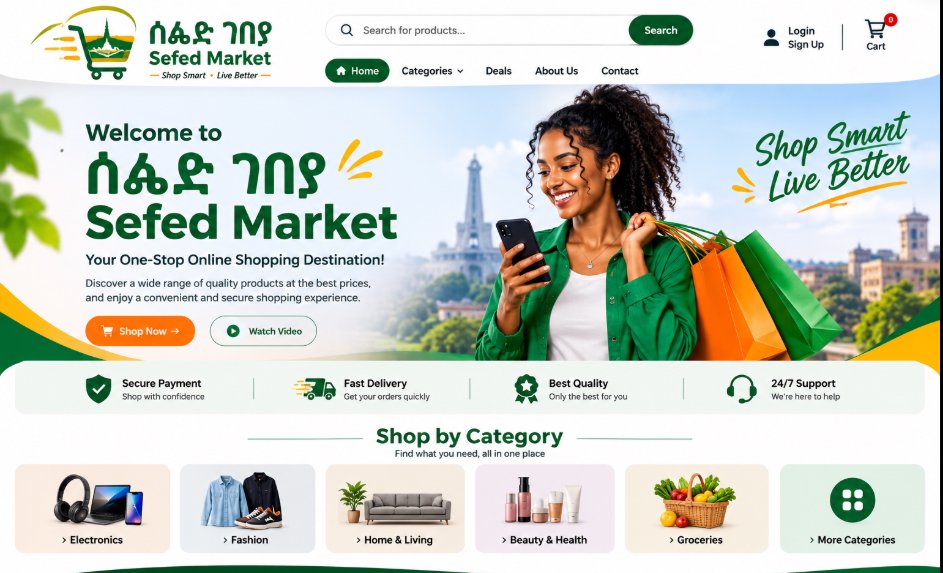 ሰፌድ ገበያ
Sefed Market
Shop Smart • Live Better
Search for products...
Search
Login
Sign Up
0
Cart
Home
Categories
Deals
About Us
Contact
Welcome to
ሰፌድ ገበያ
Sefed Market
Your One-Stop Online Shopping Destination!
Discover a wide range of quality products at the best prices,
and enjoy a convenient and secure shopping experience.
Shop Now →
Watch Video
Shop Smart
Live Better
Secure Payment
Shop with confidence
Fast Delivery
Get your orders quickly
Best Quality
Only the best for you
24/7 Support
We're here to help
Shop by Category
Find what you need, all in one place
› Electronics
› Fashion
› Home & Living
› Beauty & Health
› Groceries
› More Categories